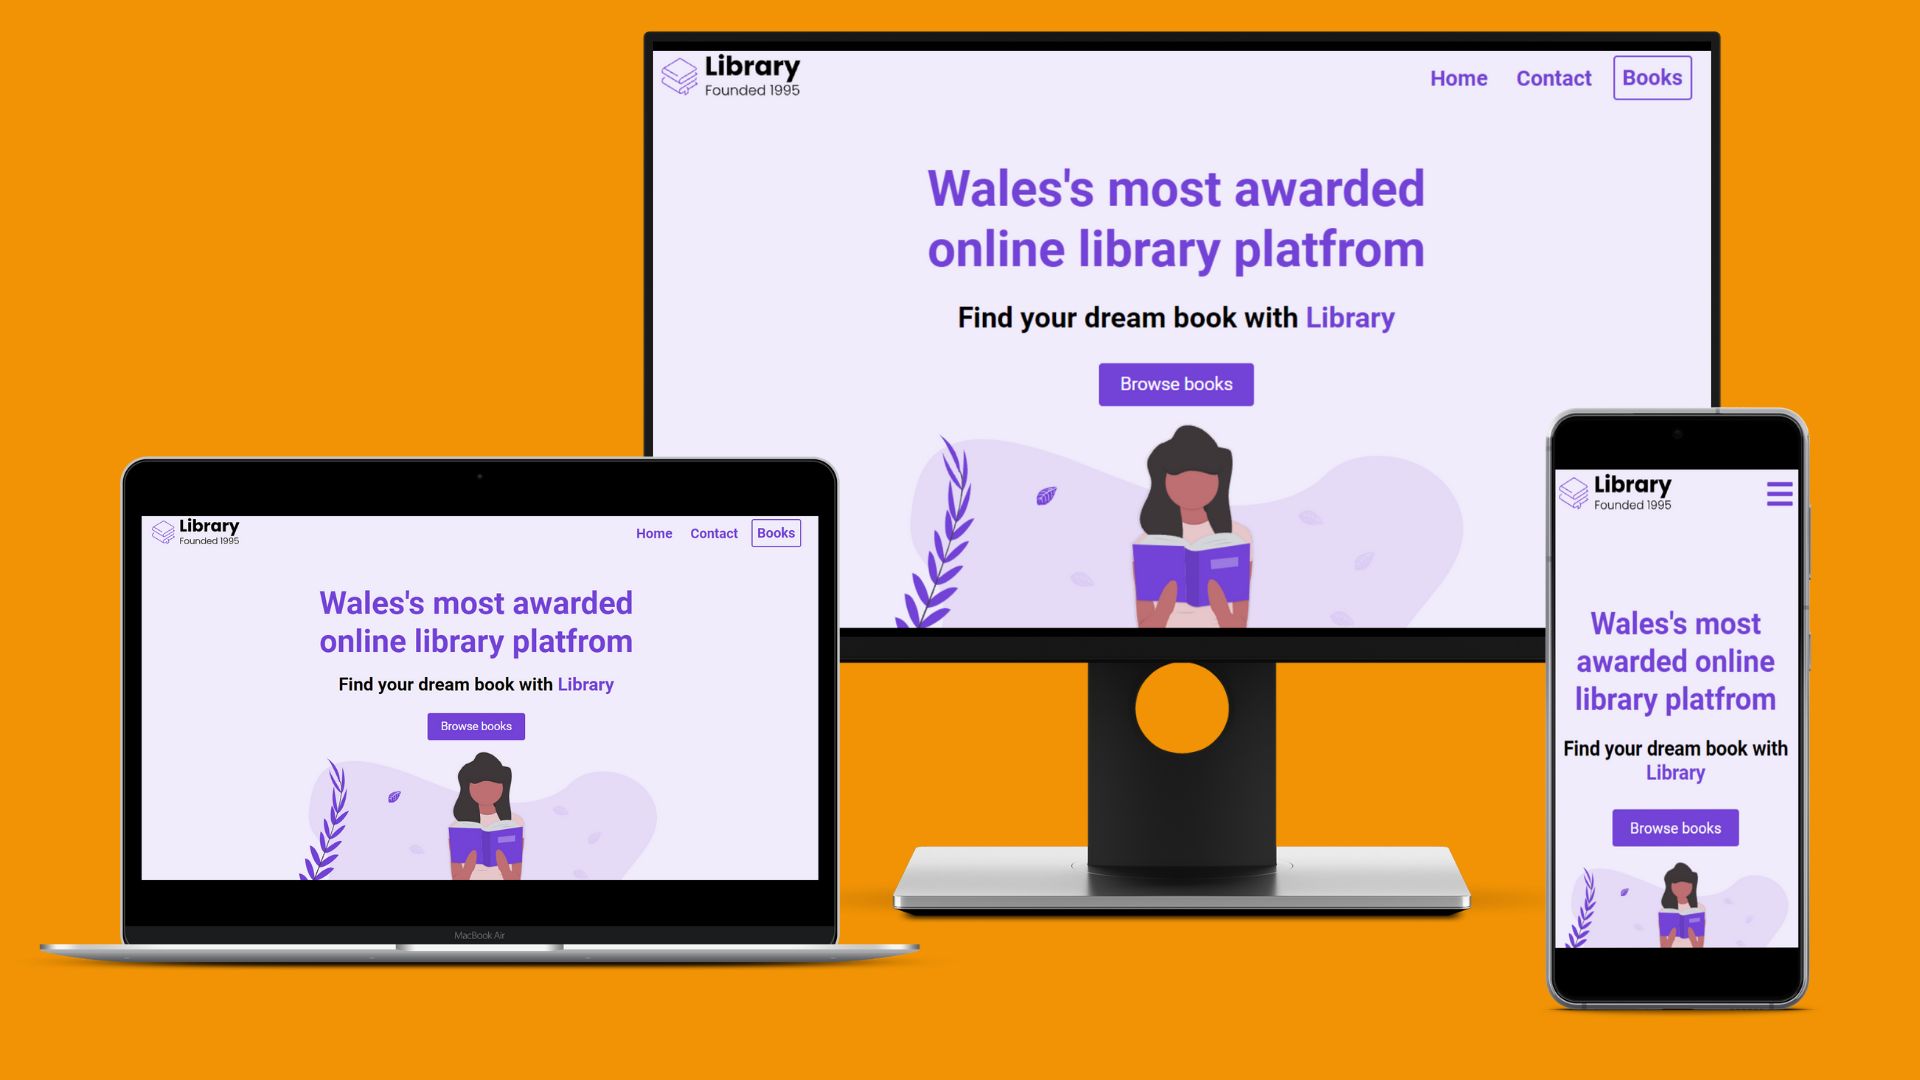 Library
Founded 1995
Home Contact Books
Wales's most awarded
online library platfrom
Find your dream book with Library
Browse books
Library
Founded 1995
Home Contact Books
Wales's most awarded
online library platfrom
Find your dream book with Library
Browse books
MacBook Air
Library
Founded 1995
Wales's most
awarded online
library platfrom
Find your dream book with
Library
Browse books